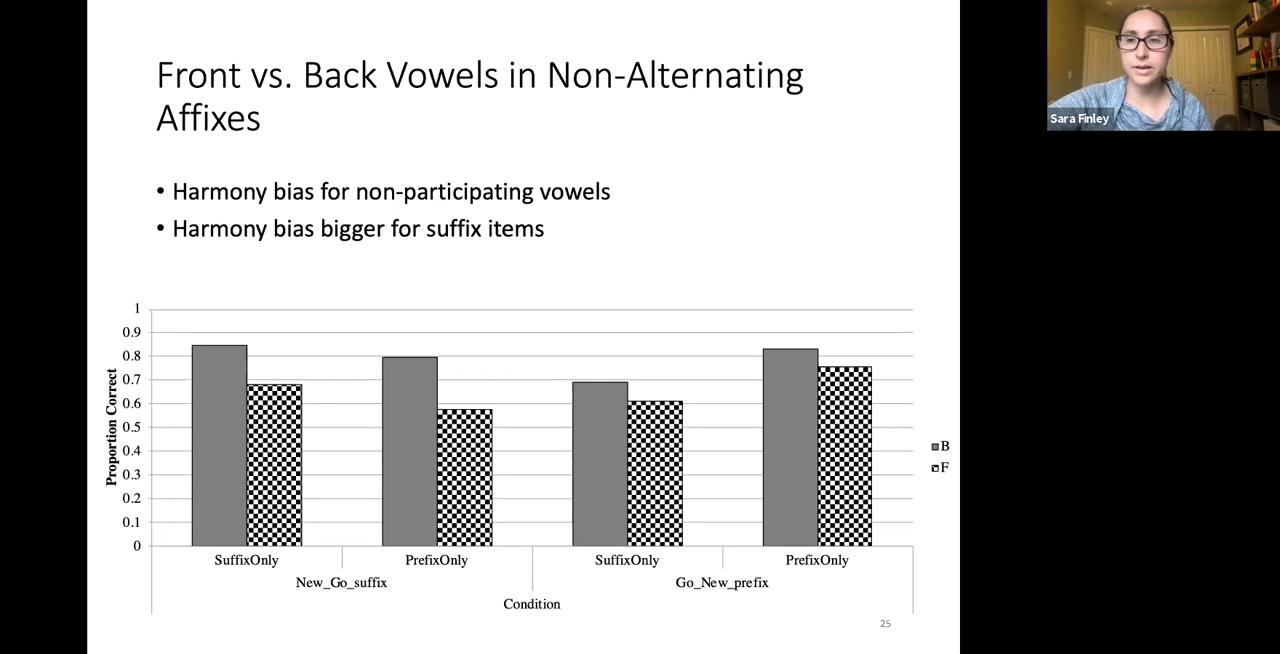 Front vs. Back Vowels in Non-Alternating
Affixes
• Harmony bias for non-participating vowels
• Harmony bias bigger for suffix items
Sara Finley
Proportion Correct
1
0.9
0.8
0.7
0.6
0.5
0.4
0.3
0.2
0.1
0
B
F
SuffixOnly PrefixOnly SuffixOnly PrefixOnly
New_Go_suffix Go_New_prefix
Condition
25